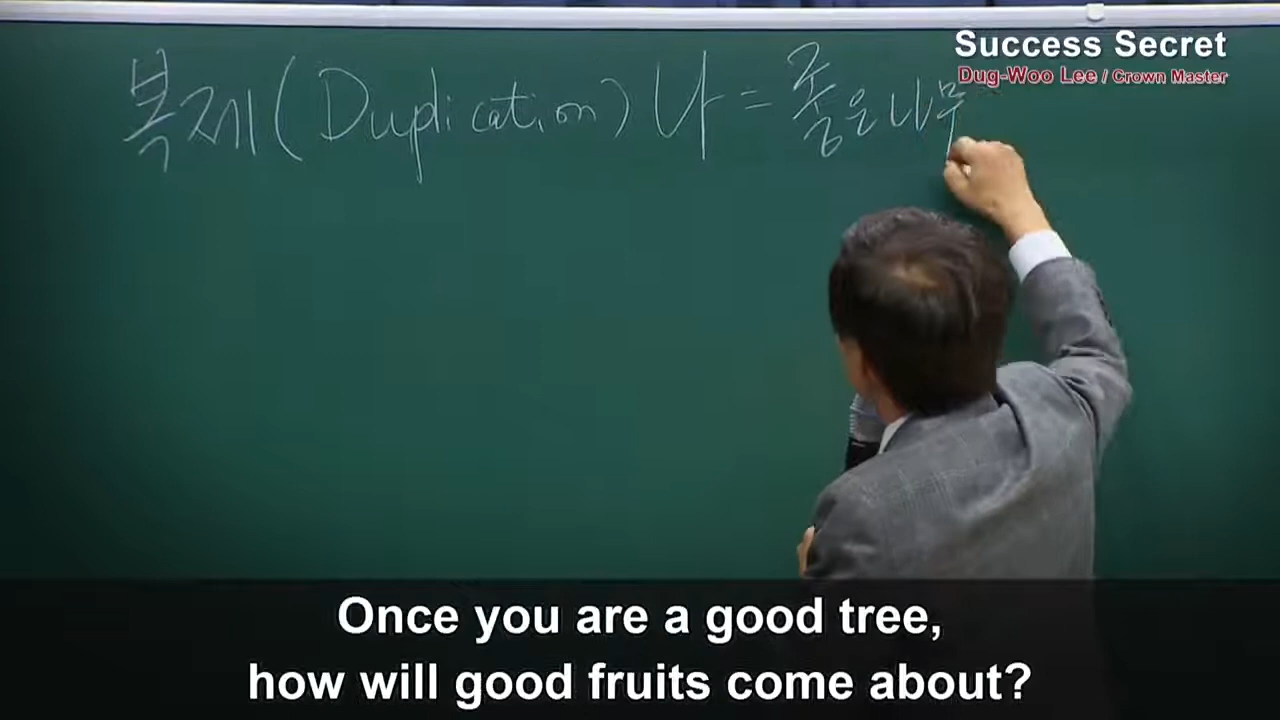 Success Secret
Dug-Woo Lee / Crown Master
복제(Duplication) 나 = 좋은나무
Once you are a good tree,
how will good fruits come about?